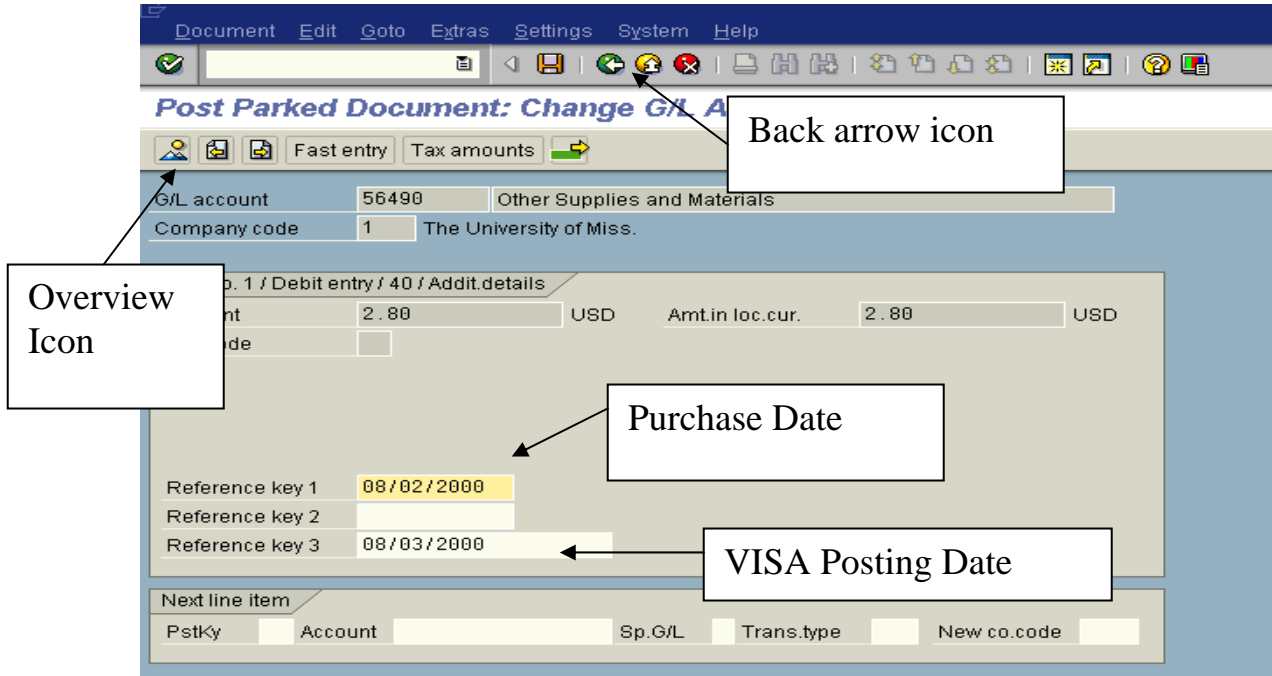 Document Edit Goto Extras Settings System Help
Post Parked Document: Change G/L A
Back arrow icon
Fast entry Tax amounts
G/L account 56490 Other Supplies and Materials
Company code 1 The University of Miss.
Overview
Icon
1 / Debit entry / 40 / Addit.details
2.80 USD Amt.in loc.cur. 2.80 USD
Purchase Date
Reference key 1 08/02/2000
Reference key 2
Reference key 3 08/03/2000
VISA Posting Date
Next line item
PstKy Account Sp.G/L Trans.type New co.code